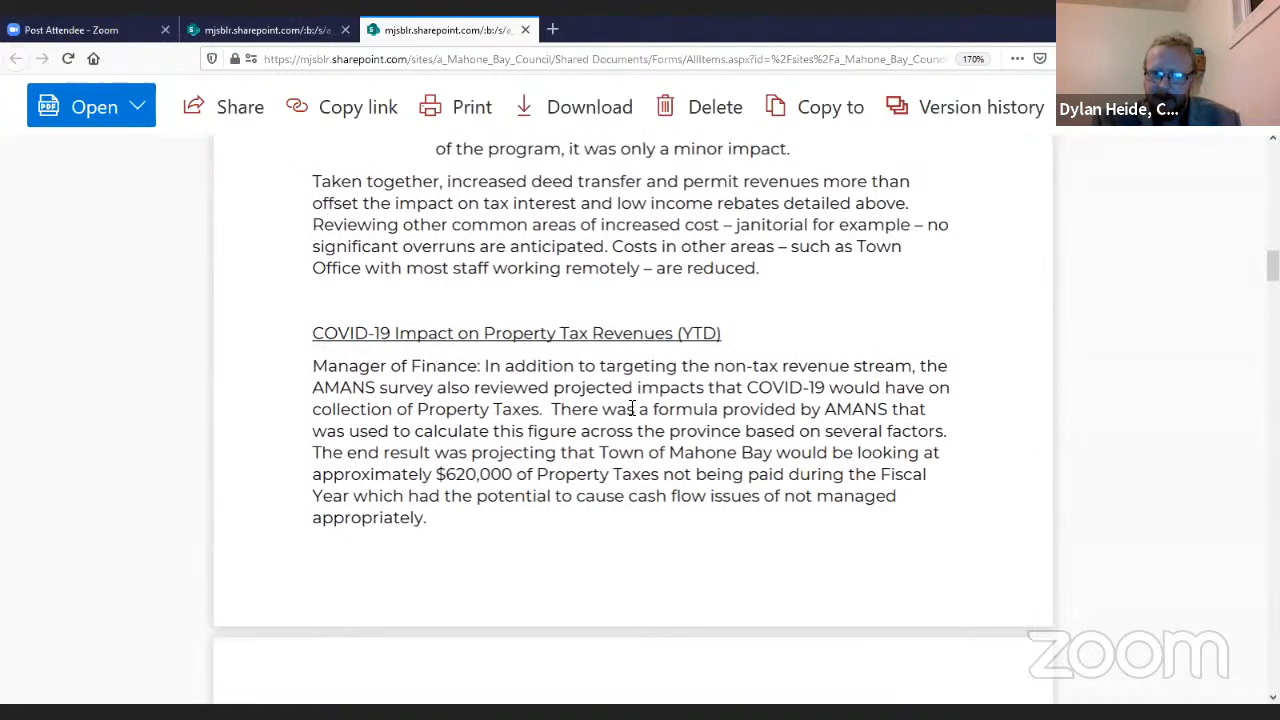 Post Attendee - Zoom
mjsblr.sharepoint.com/:b:/s/a_
mjsblr.sharepoint.com/:b:/s/a_
https://mjsblr.sharepoint.com/sites/a_Mahone_Bay_Council/Shared Documents/Forms/AllItems.aspx?id=%2Fsites%2Fa_Mahone_Bay_Counc
170%
Open
Share
Copy link
Print
Download
Delete
Copy to
Version history
Dylan Heide, C...
of the program, it was only a minor impact.
Taken together, increased deed transfer and permit revenues more than
offset the impact on tax interest and low income rebates detailed above.
Reviewing other common areas of increased cost – janitorial for example – no
significant overruns are anticipated. Costs in other areas – such as Town
Office with most staff working remotely – are reduced.
COVID-19 Impact on Property Tax Revenues (YTD)
Manager of Finance: In addition to targeting the non-tax revenue stream, the
AMANS survey also reviewed projected impacts that COVID-19 would have on
collection of Property Taxes. There was a formula provided by AMANS that
was used to calculate this figure across the province based on several factors.
The end result was projecting that Town of Mahone Bay would be looking at
approximately $620,000 of Property Taxes not being paid during the Fiscal
Year which had the potential to cause cash flow issues of not managed
appropriately.
zoom